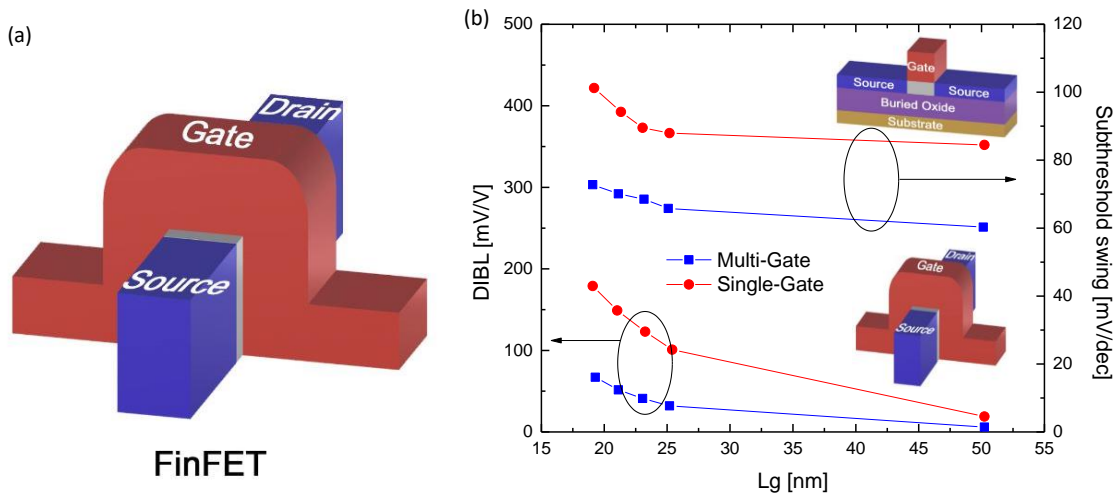 (a)
Drain
Gate
Source
FinFET
(b)
500
400
300
200
100
0
DIBL [mV/V]
120
100
80
60
40
20
0
Subthreshold swing [mV/dec]
15
20
25
30
35
40
45
50
55
Lg [nm]
Gate
Source
Source
Buried Oxide
Substrate
Multi-Gate
Single-Gate
Drain
Gate
Source